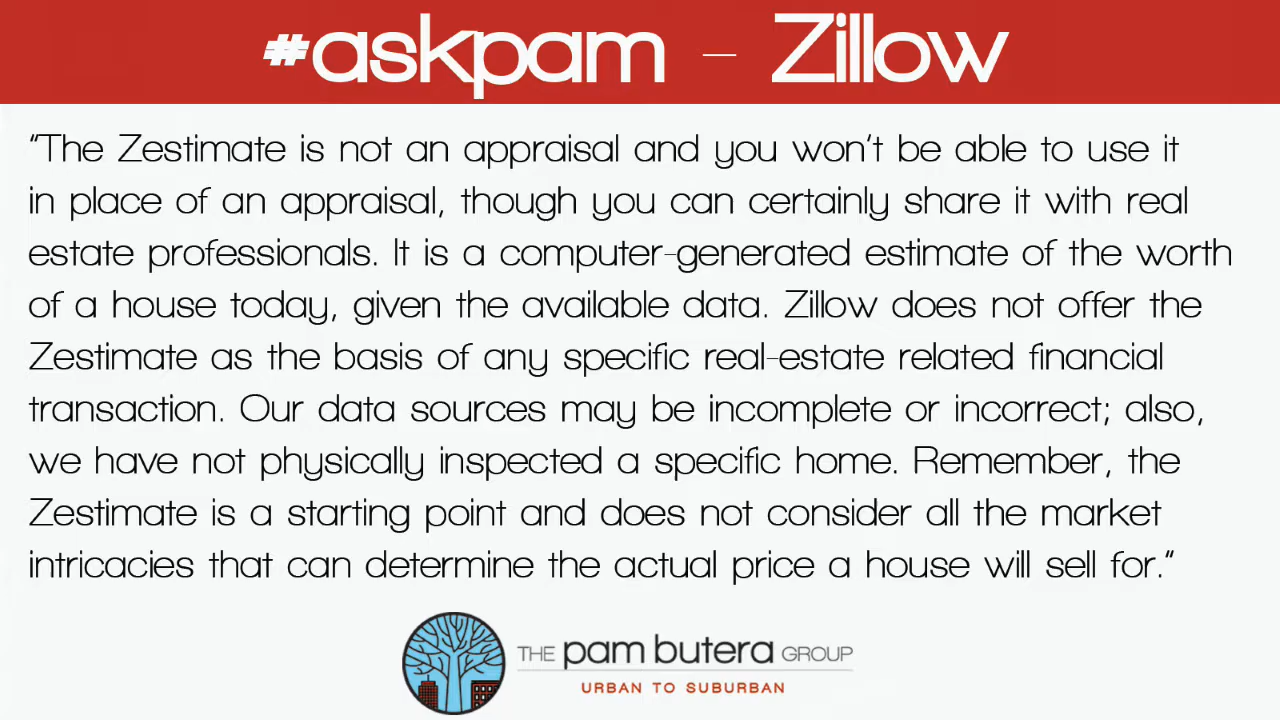 #askpam - Zillow
"The Zestimate is not an appraisal and you won't be able to use it
in place of an appraisal, though you can certainly share it with real
estate professionals. It is a computer-generated estimate of the worth
of a house today, given the available data. Zillow does not offer the
Zestimate as the basis of any specific real-estate related financial
transaction. Our data sources may be incomplete or incorrect; also,
we have not physically inspected a specific home. Remember, the
Zestimate is a starting point and does not consider all the market
intricacies that can determine the actual price a house will sell for."
THE pam butera GROUP
URBAN TO SUBURBAN